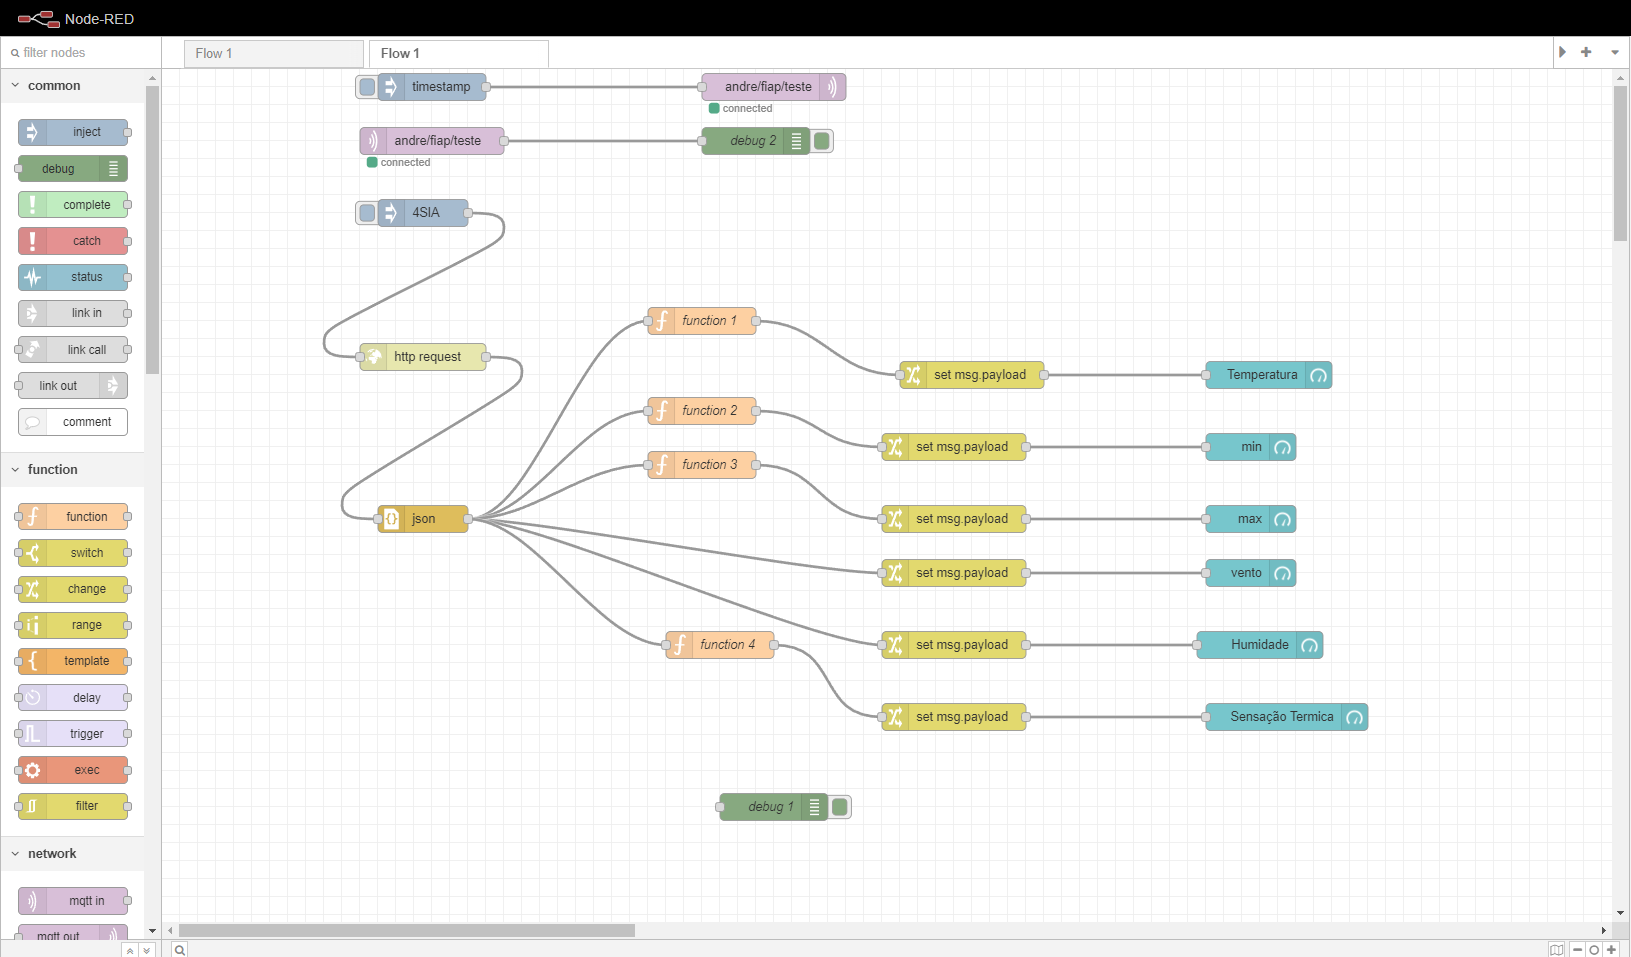 Node-RED
filter nodes
Flow 1
Flow 1
common
inject
debug
complete
catch
status
link in
link call
link out
comment
function
function
switch
change
range
template
delay
trigger
exec
filter
network
mqtt in
mqtt out
timestamp
andre/fiap/teste
connected
andre/fiap/teste
connected
debug 2
4SIA
http request
json
function 1
set msg.payload
Temperatura
function 2
set msg.payload
min
function 3
set msg.payload
max
set msg.payload
vento
function 4
set msg.payload
Humidade
set msg.payload
Sensação Termica
debug 1